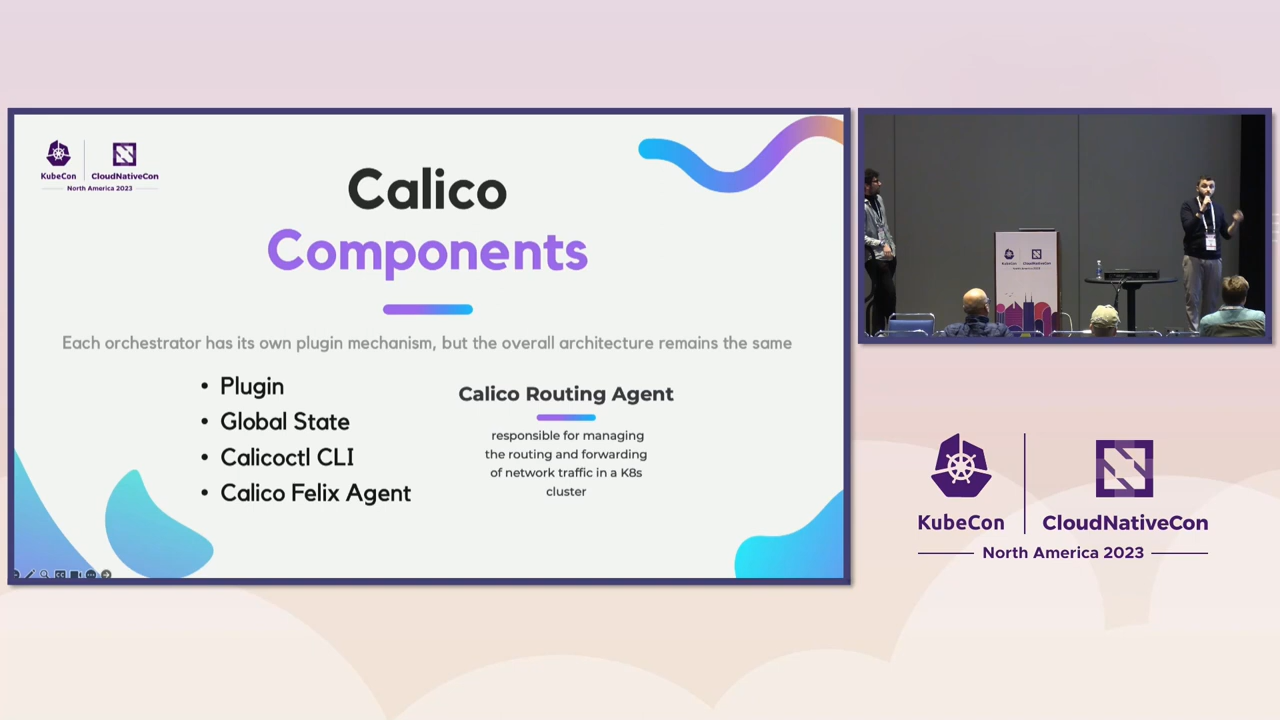 KubeCon
CloudNativeCon
North America 2023
Calico
Components
Each orchestrator has its own plugin mechanism, but the overall architecture remains the same
• Plugin
• Global State
• Calicoctl CLI
• Calico Felix Agent
Calico Routing Agent
responsible for managing
the routing and forwarding
of network traffic in a K8s
cluster
KubeCon
CloudNativeCon
KubeCon
CloudNativeCon
North America 2023